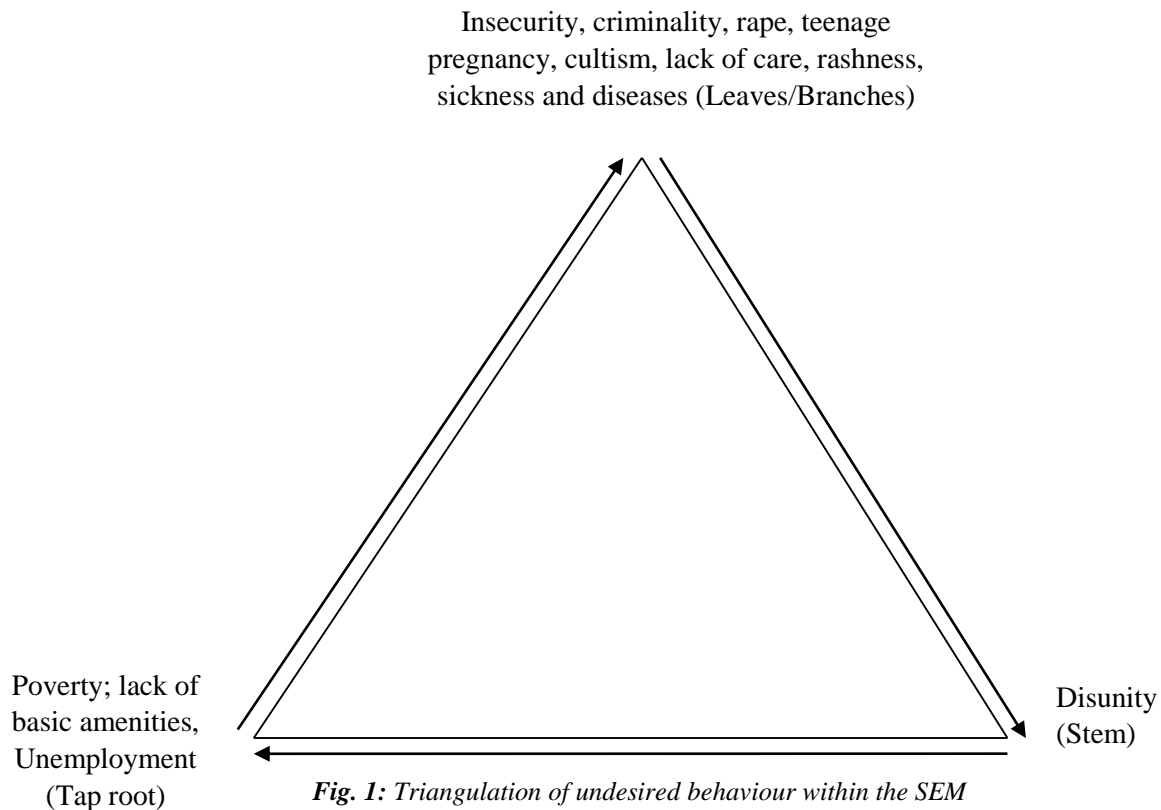 Insecurity, criminality, rape, teenage
pregnancy, cultism, lack of care, rashness,
sickness and diseases (Leaves/Branches)
Poverty; lack of
basic amenities,
Unemployment
(Tap root)
Disunity
(Stem)
Fig. 1: Triangulation of undesired behaviour within the SEM